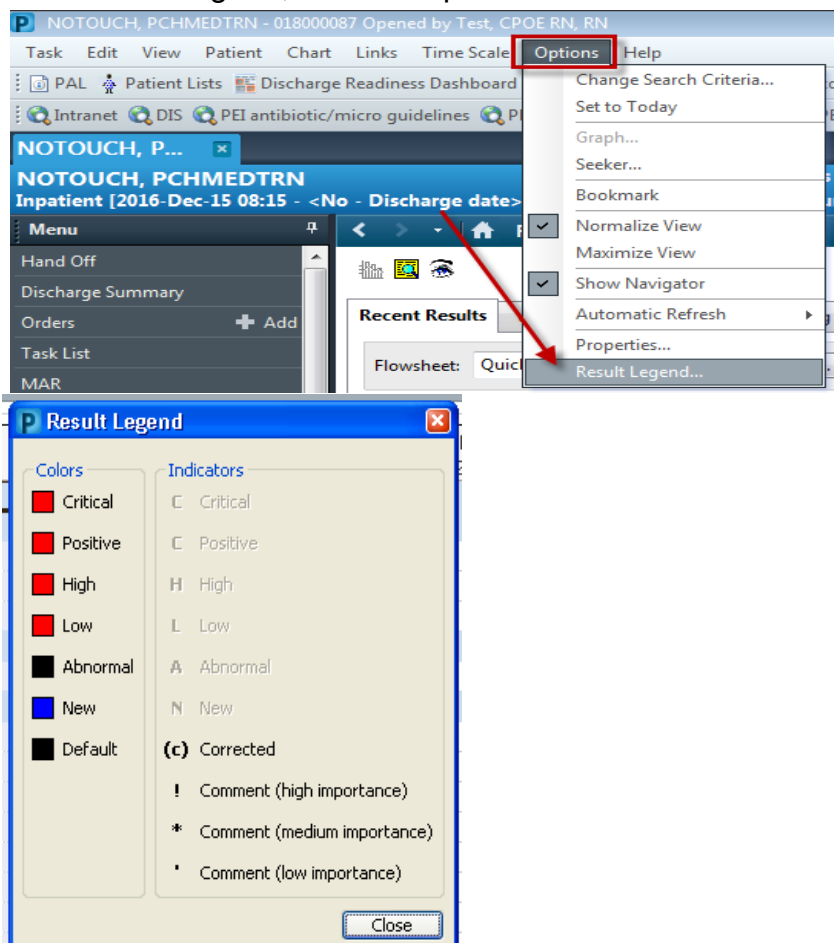 NOTOUCH, PCHMEDTRN - 018000087 Opened by Test, CPOE RN, RN
Task Edit View Patient Chart Links Time Scale Options Help
PAL Patient Lists Discharge Readiness Dashboard
Intranet DIS PEI antibiotic/micro guidelines
NOTOUCH, P...
NOTOUCH, PCHMEDTRN
Inpatient [2016-Dec-15 08:15 - <No - Discharge date>
Menu
Hand Off
Discharge Summary
Orders + Add
Task List
MAR
Recent Results
Flowsheet: Quick
Change Search Criteria...
Set to Today
Graph...
Seeker...
Bookmark
Normalize View
Maximize View
Show Navigator
Automatic Refresh
Properties...
Result Legend...
P Result Legend
Colors
Critical
Positive
High
Low
Abnormal
New
Default
Indicators
C Critical
C Positive
H High
L Low
A Abnormal
N New
(c) Corrected
! Comment (high importance)
* Comment (medium importance)
' Comment (low importance)
Close